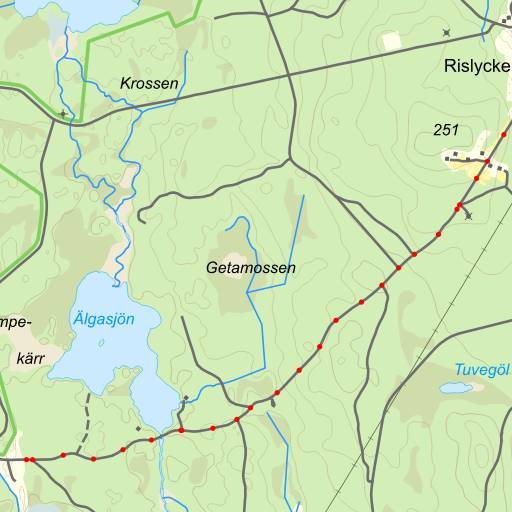 Krossen
Rislycke
251
Getamossen
Älgasjön
mpe-
kärr
Tuvegöl